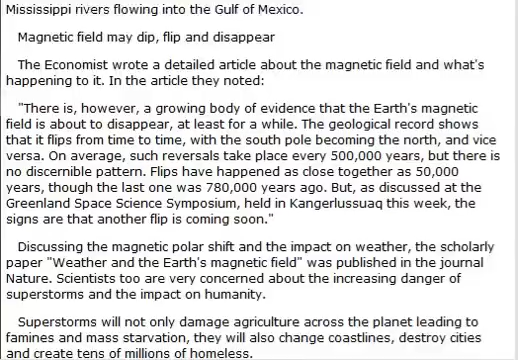 Mississippi rivers flowing into the Gulf of Mexico.
Magnetic field may dip, flip and disappear
The Economist wrote a detailed article about the magnetic field and what's
happening to it. In the article they noted:
"There is, however, a growing body of evidence that the Earth's magnetic
field is about to disappear, at least for a while. The geological record shows
that it flips from time to time, with the south pole becoming the north, and vice
versa. On average, such reversals take place every 500,000 years, but there is
no discernible pattern. Flips have happened as close together as 50,000
years, though the last one was 780,000 years ago. But, as discussed at the
Greenland Space Science Symposium, held in Kangerlussuaq this week, the
signs are that another flip is coming soon."
Discussing the magnetic polar shift and the impact on weather, the scholarly
paper "Weather and the Earth's magnetic field" was published in the journal
Nature. Scientists too are very concerned about the increasing danger of
superstorms and the impact on humanity.
Superstorms will not only damage agriculture across the planet leading to
famines and mass starvation, they will also change coastlines, destroy cities
and create tens of millions of homeless.